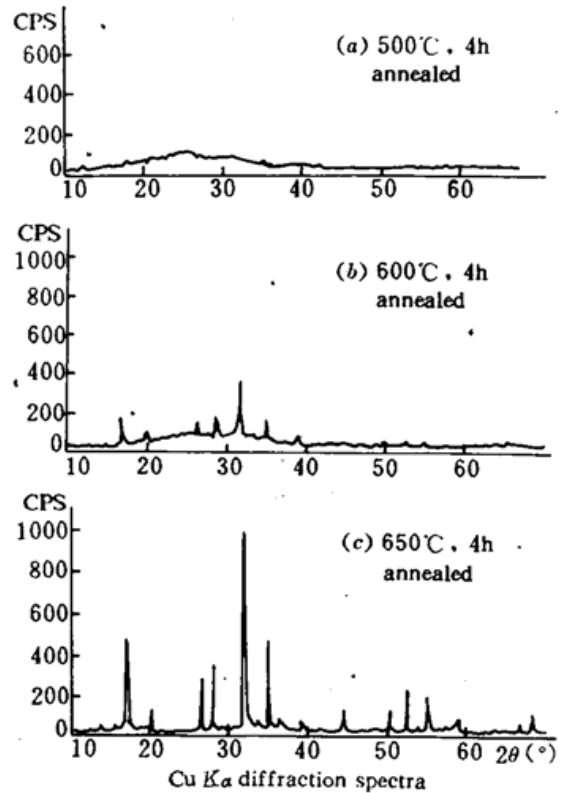 CPS
(a) 500℃, 4h
annealed
600
400
200
0
10 20 30 40 50 60
CPS
(b) 600℃, 4h
annealed
1000
800
600
400
200
0
10 20 30 40 50 60
CPS
(c) 650℃, 4h
annealed
1000
800
600
400
200
0
10 20 30 40 50 60 2θ(°)
Cu Kα diffraction spectra